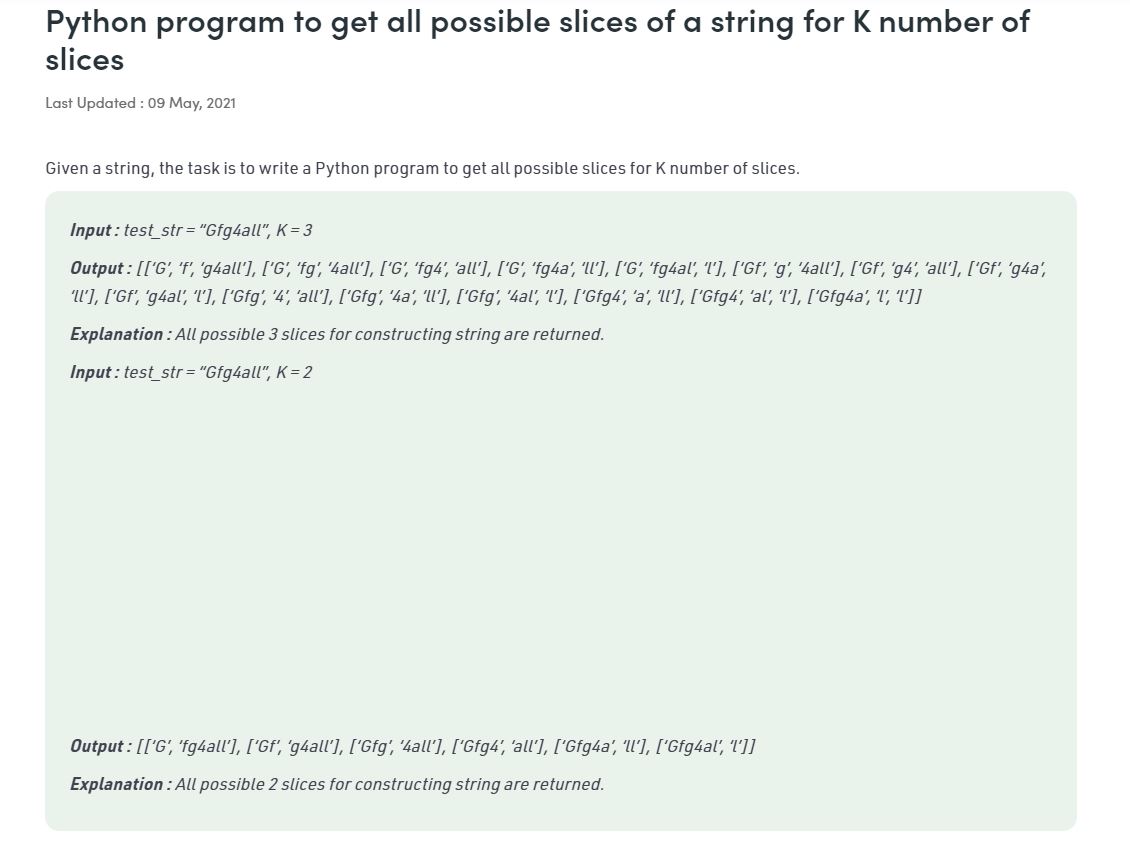 Python program to get all possible slices of a string for K number of
slices
Last Updated : 09 May, 2021
Given a string, the task is to write a Python program to get all possible slices for K number of slices.
Input : test_str = “Gfg4all”, K = 3
Output : [[‘G’, ‘f’, ‘g4all’], [‘G’, ‘fg’, ‘4all’], [‘G’, ‘fg4’, ‘all’], [‘G’, ‘fg4a’, ‘ll’], [‘G’, ‘fg4al’, ‘l’], [‘Gf’, ‘g’, ‘4all’], [‘Gf’, ‘g4’, ‘all’], [‘Gf’, ‘g4a’,
‘ll’], [‘Gf’, ‘g4al’, ‘l’], [‘Gfg’, ‘4’, ‘all’], [‘Gfg’, ‘4a’, ‘ll’], [‘Gfg’, ‘4al’, ‘l’], [‘Gfg4’, ‘a’, ‘ll’], [‘Gfg4’, ‘al’, ‘l’], [‘Gfg4a’, ‘l’, ‘l’]]
Explanation : All possible 3 slices for constructing string are returned.
Input : test_str = “Gfg4all”, K = 2
Output : [[‘G’, ‘fg4all’], [‘Gf’, ‘g4all’], [‘Gfg’, ‘4all’], [‘Gfg4’, ‘all’], [‘Gfg4a’, ‘ll’], [‘Gfg4al’, ‘l’]]
Explanation : All possible 2 slices for constructing string are returned.